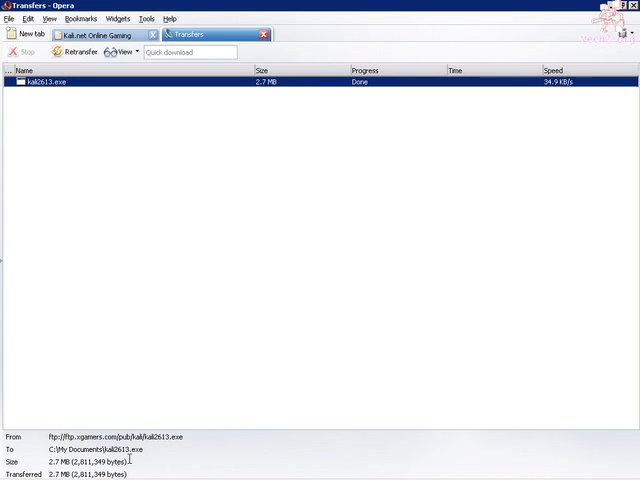 Transfers - Opera
File Edit View Bookmarks Widgets Tools Help
New tab Kali.net Online Gaming Transfers
Stop Retransfer View Quick download
... Name Size Progress Time Speed
kali2613.exe 2.7 MB Done 34.9 KB/s
From ftp://ftp.xgamers.com/pub/kali/kali2613.exe
To C:\My Documents\kali2613.exe
Size 2.7 MB (2,811,349 bytes)
Transferred 2.7 MB (2,811,349 bytes)